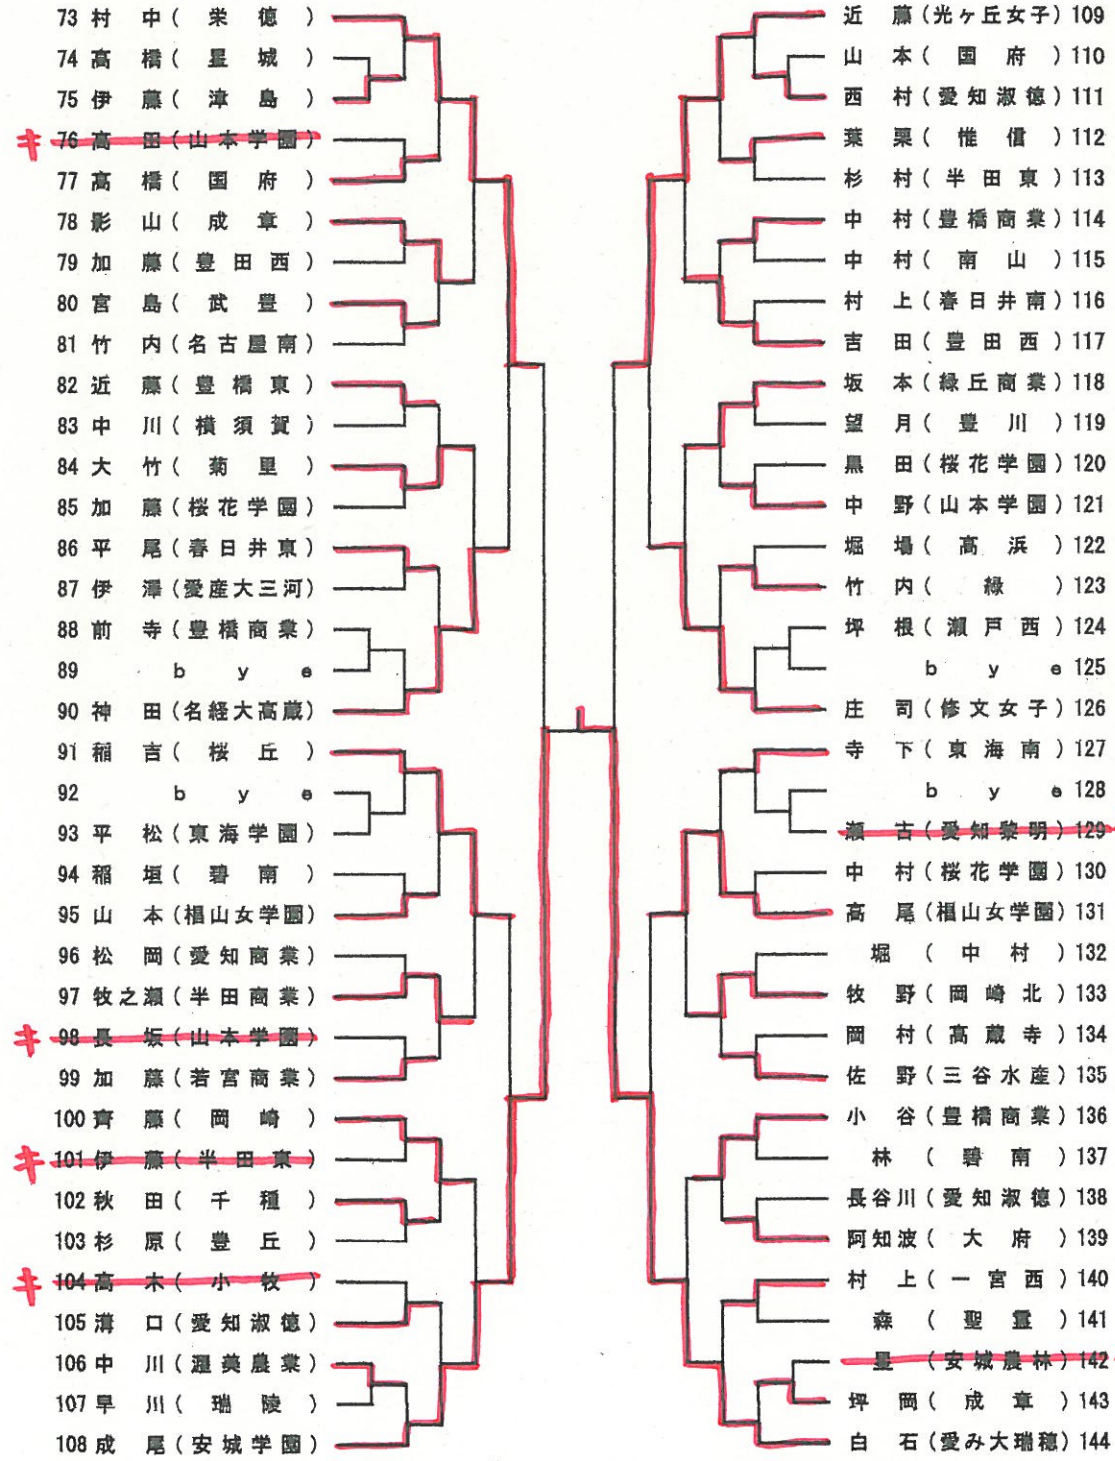 73 村 中 ( 栄 徳 )
74 高 橋 ( 星 城 )
75 伊 藤 ( 津 島 )
キ 76 高 田 ( 山本学園 )
77 高 橋 ( 国 府 )
78 影 山 ( 成 章 )
79 加 藤 ( 豊 田 西 )
80 宮 島 ( 武 豊 )
81 竹 内 ( 名古屋南 )
82 近 藤 ( 豊 橋 東 )
83 中 川 ( 横 須 賀 )
84 大 竹 ( 菊 里 )
85 加 藤 ( 桜花学園 )
86 平 尾 ( 春日井東 )
87 伊 澤 ( 愛産大三河 )
88 前 寺 ( 豊橋商業 )
89 b y e
90 神 田 ( 名経大高蔵 )
91 稲 吉 ( 桜 丘 )
92 b y e
93 平 松 ( 東海学園 )
94 稲 垣 ( 碧 南 )
95 山 本 ( 椙山女学園 )
96 松 岡 ( 愛知商業 )
97 牧之瀬 ( 半田商業 )
キ 98 長 坂 ( 山本学園 )
99 加 藤 ( 若宮商業 )
100 齊 藤 ( 岡 崎 )
キ 101 伊 藤 ( 半 田 東 )
102 秋 田 ( 千 種 )
103 杉 原 ( 豊 丘 )
キ 104 高 木 ( 小 牧 )
105 溝 口 ( 愛知淑徳 )
106 中 川 ( 渥美農業 )
107 早 川 ( 瑞 陵 )
108 成 尾 ( 安城学園 )
近 藤 ( 光ヶ丘女子 ) 109
山 本 ( 国 府 ) 110
西 村 ( 愛知淑徳 ) 111
葉 栗 ( 惟 信 ) 112
杉 村 ( 半 田 東 ) 113
中 村 ( 豊橋商業 ) 114
中 村 ( 南 山 ) 115
村 上 ( 春日井南 ) 116
吉 田 ( 豊 田 西 ) 117
坂 本 ( 緑丘商業 ) 118
望 月 ( 豊 川 ) 119
黒 田 ( 桜花学園 ) 120
中 野 ( 山本学園 ) 121
堀 場 ( 高 浜 ) 122
竹 内 ( 緑 ) 123
坪 根 ( 瀬 戸 西 ) 124
b y e 125
庄 司 ( 修文女子 ) 126
寺 下 ( 東 海 南 ) 127
b y e 128
瀬 古 ( 愛知黎明 ) 129
中 村 ( 桜花学園 ) 130
高 尾 ( 椙山女学園 ) 131
堀 ( 中 村 ) 132
牧 野 ( 岡 崎 北 ) 133
岡 村 ( 高 蔵 寺 ) 134
佐 野 ( 三谷水産 ) 135
小 谷 ( 豊橋商業 ) 136
林 ( 碧 南 ) 137
長谷川 ( 愛知淑徳 ) 138
阿知波 ( 大 府 ) 139
村 上 ( 一 宮 西 ) 140
森 ( 聖 霊 ) 141
星 ( 安城農林 ) 142
坪 岡 ( 成 章 ) 143
白 石 ( 愛み大瑞穂 ) 144